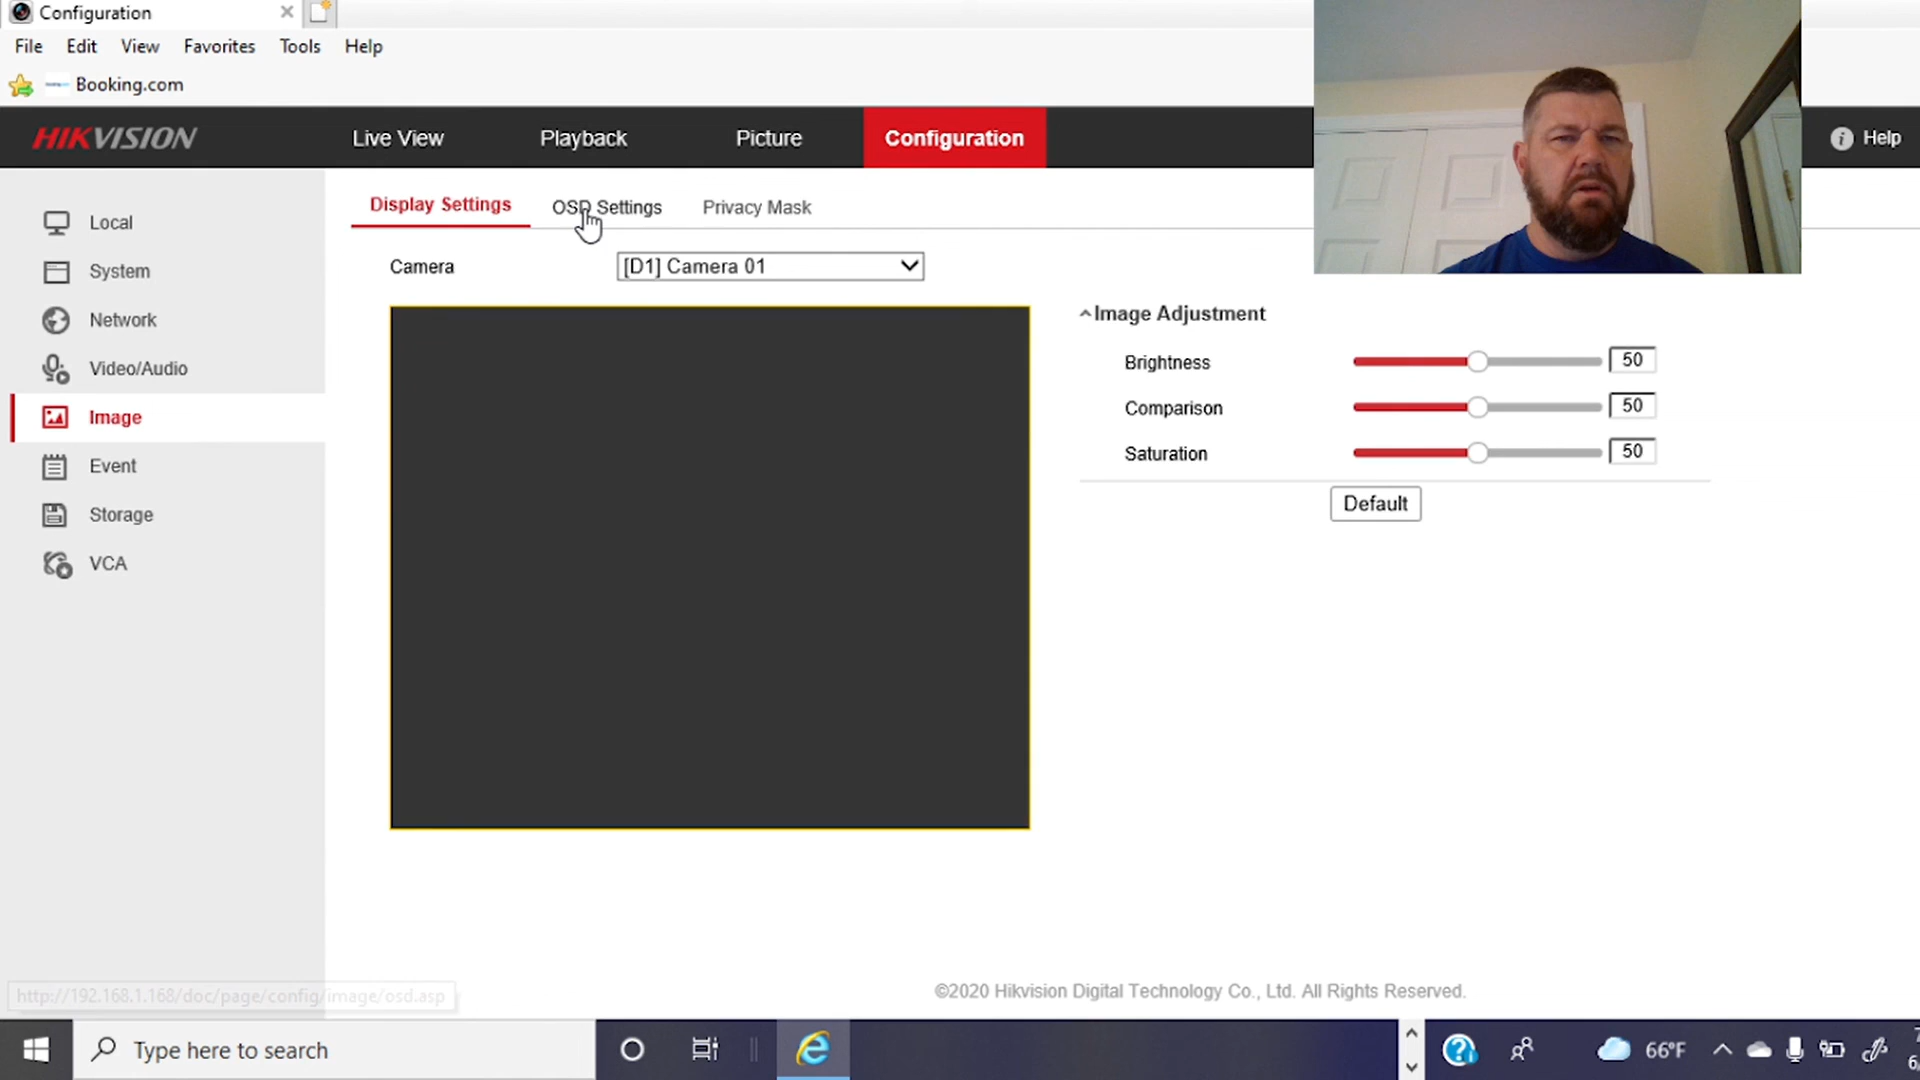 Configuration
File Edit View Favorites Tools Help
Booking.com
HIKVISION Live View Playback Picture Configuration Help
Display Settings OSD Settings Privacy Mask
Local
System
Network
Video/Audio
Image
Event
Storage
VCA
Camera [D1] Camera 01
Image Adjustment
Brightness 50
Comparison 50
Saturation 50
Default
http://192.168.1.168/doc/page/config/image/osd.asp
©2020 Hikvision Digital Technology Co., Ltd. All Rights Reserved.
Type here to search
66°F